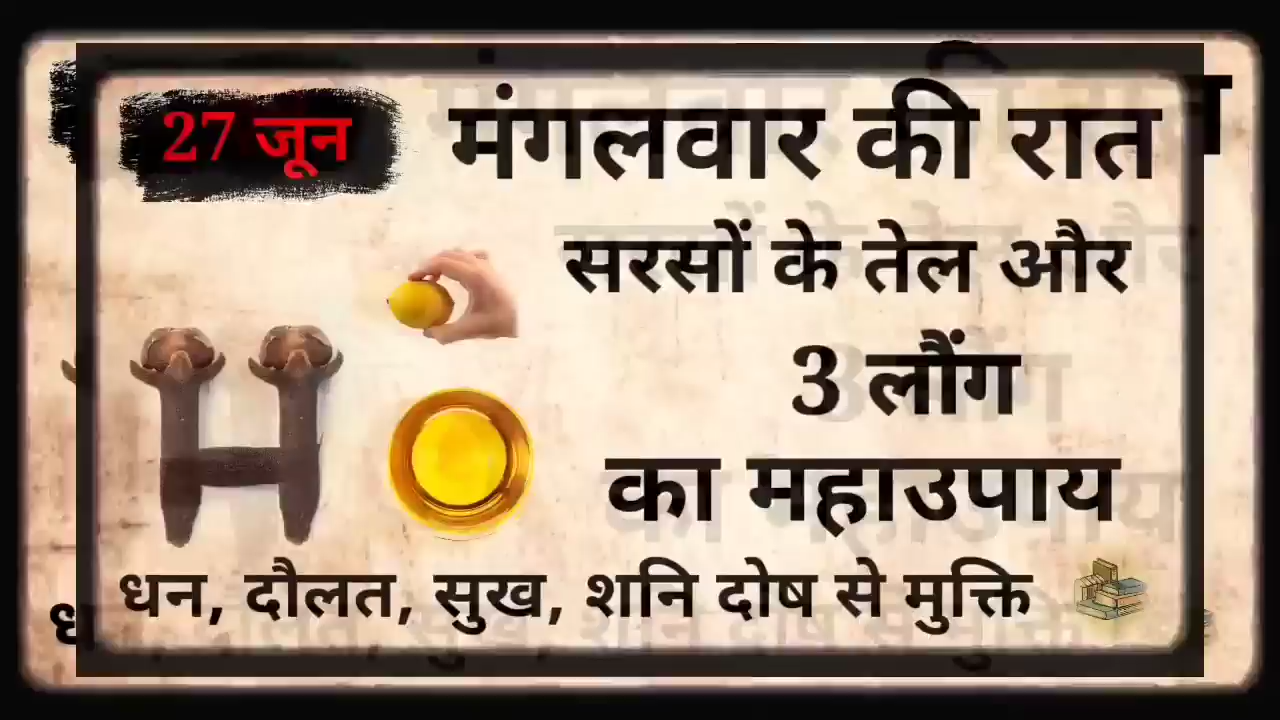 27 जून
मंगलवार की रात
सरसों के तेल और
3 लौंग
का महाउपाय
धन, दौलत, सुख, शनि दोष से मुक्ति